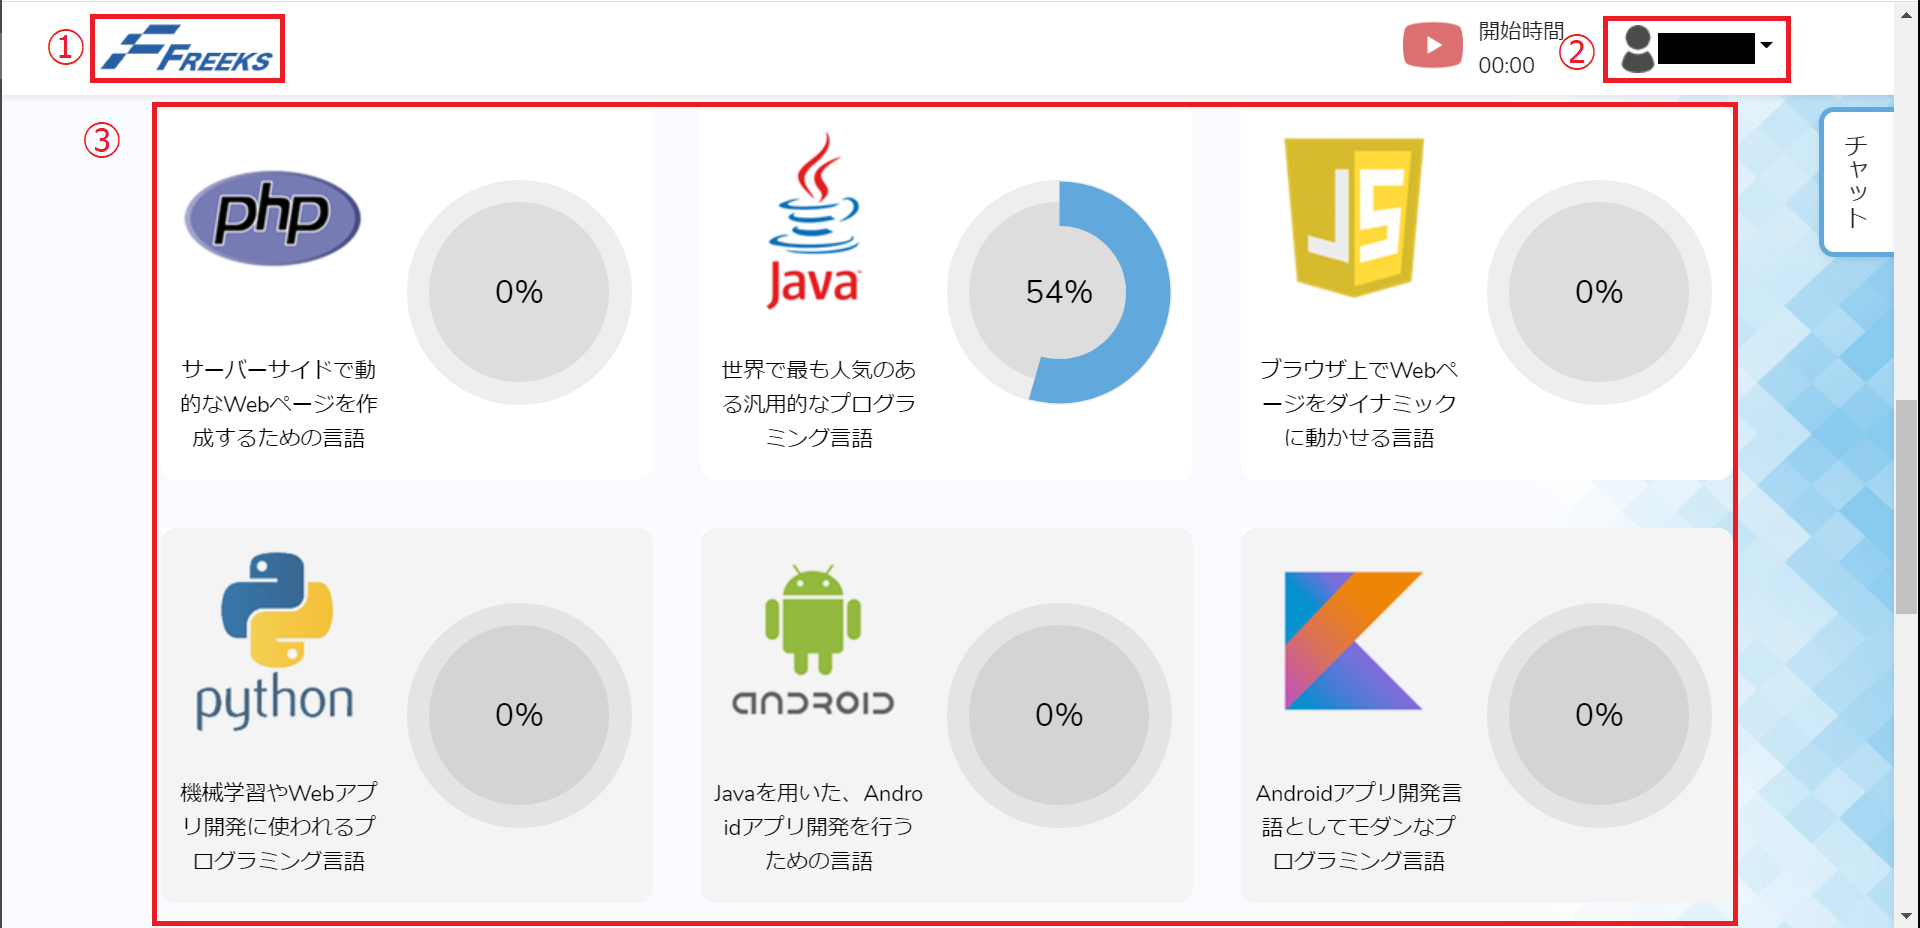 ①
FREEKS
開始時間
00:00
②
③
チャット
php
0%
サーバーサイドで動
的なWebページを作
成するための言語
Java
54%
世界で最も人気のあ
る汎用的なプログラ
ミング言語
JS
0%
ブラウザ上でWebペ
ージをダイナミック
に動かせる言語
python
0%
機械学習やWebアプ
リ開発に使われるプ
ログラミング言語
ANDROID
0%
Javaを用いた、Andro
idアプリ開発を行う
ための言語
0%
Androidアプリ開発言
語としてモダンなプ
ログラミング言語